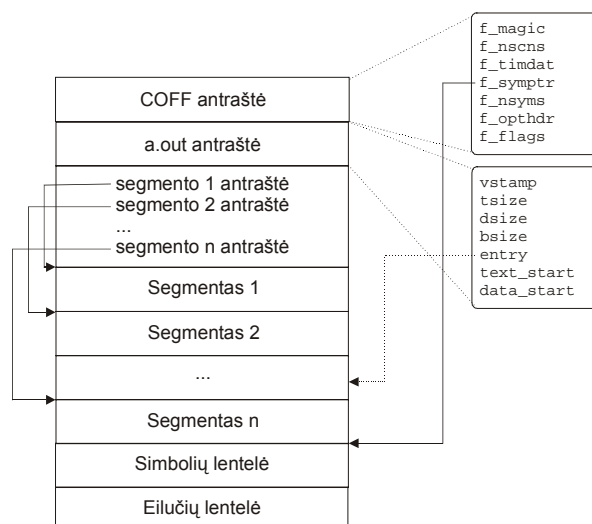 COFF antraštė
a.out antraštė
segmento 1 antraštė
segmento 2 antraštė
...
segmento n antraštė
Segmentas 1
Segmentas 2
...
Segmentas n
Simbolių lentelė
Eilučių lentelė
f_magic
f_nscns
f_timdat
f_symptr
f_nsyms
f_opthdr
f_flags
vstamp
tsize
dsize
bsize
entry
text_start
data_start